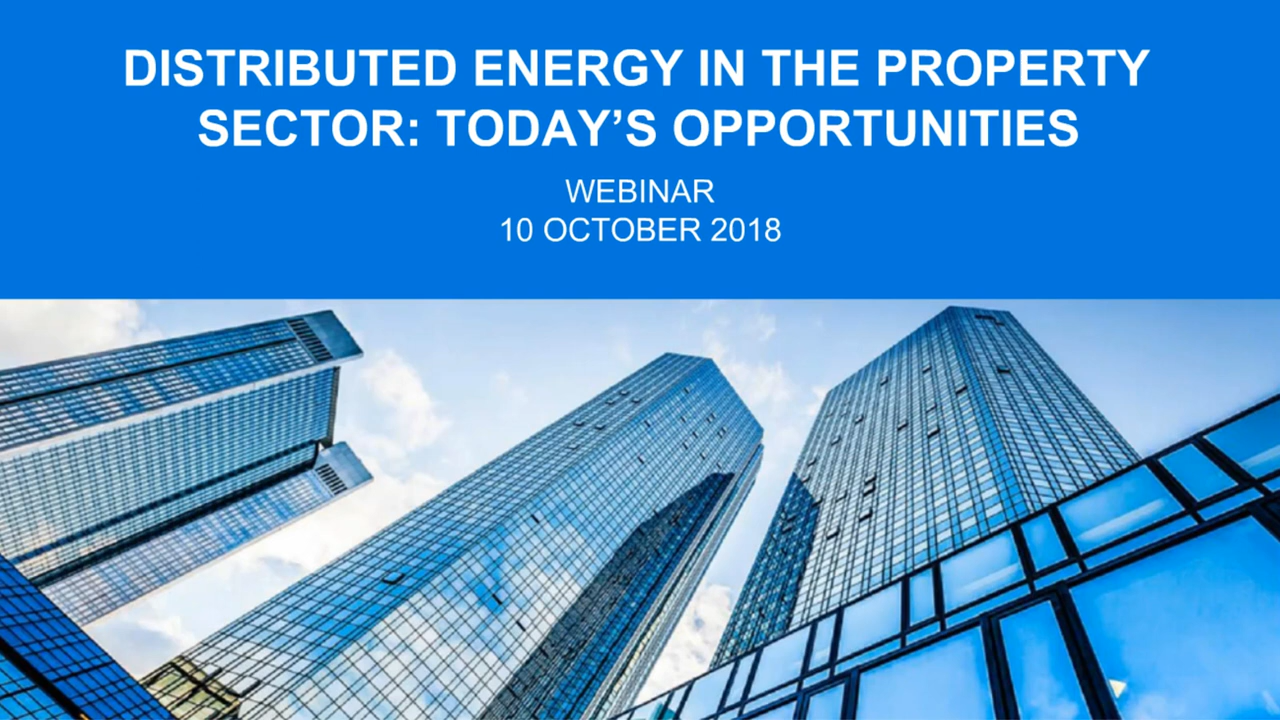 DISTRIBUTED ENERGY IN THE PROPERTY
SECTOR: TODAY’S OPPORTUNITIES
WEBINAR
10 OCTOBER 2018